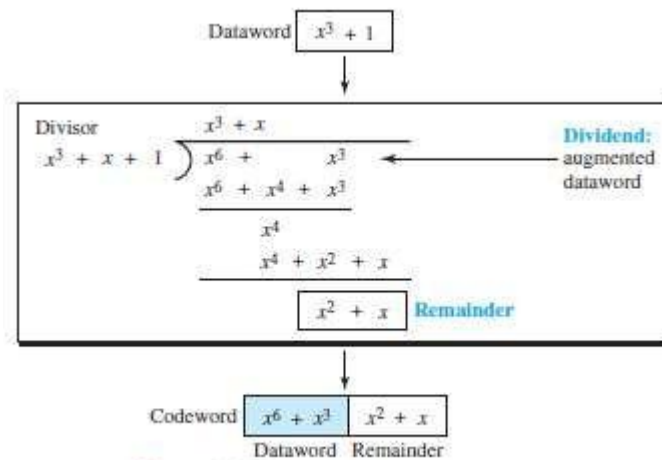 Dataword x³ + 1
Divisor
x³ + x
Dividend:
x³ + x + 1 ) x⁶ + x³
augmented
dataword
x⁶ + x⁴ + x³
x⁴
x⁴ + x² + x
x² + x Remainder
Codeword x⁶ + x³ x² + x
Dataword Remainder